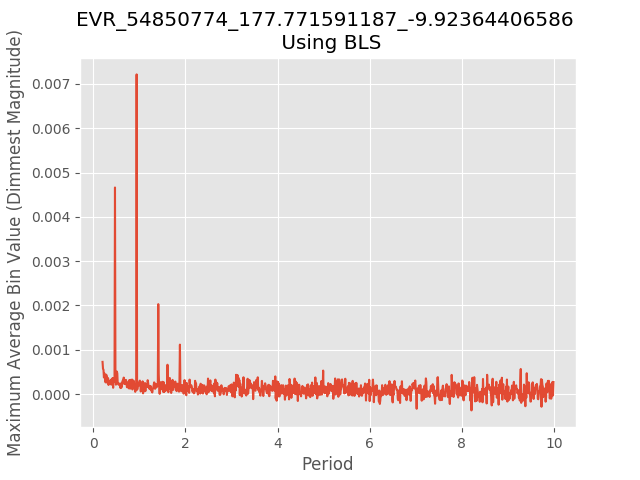 EVR_54850774_177.771591187_-9.92364406586
Using BLS
Maximum Average Bin Value (Dimmest Magnitude)
0.007
0.006
0.005
0.004
0.003
0.002
0.001
0.000
0 2 4 6 8 10
Period